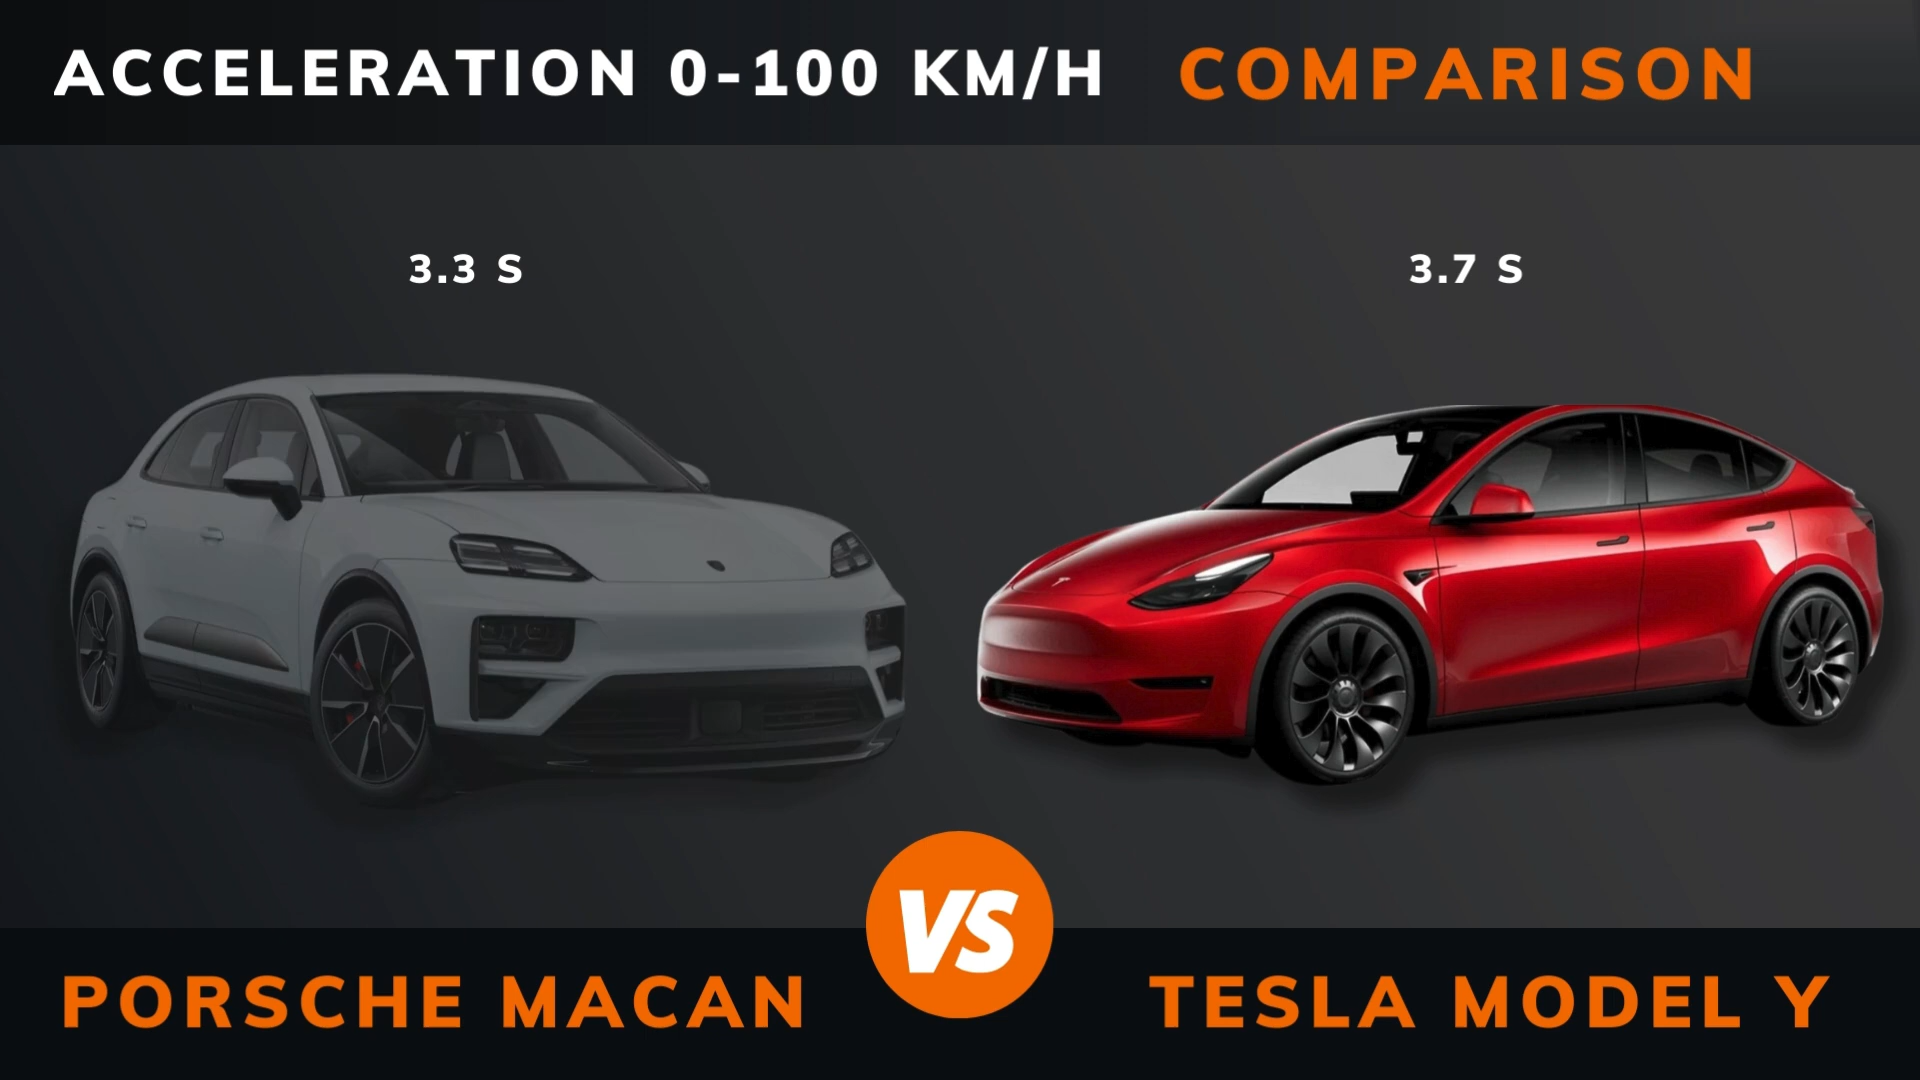 ACCELERATION 0-100 KM/H COMPARISON
3.3 S
3.7 S
VS
PORSCHE MACAN
TESLA MODEL Y